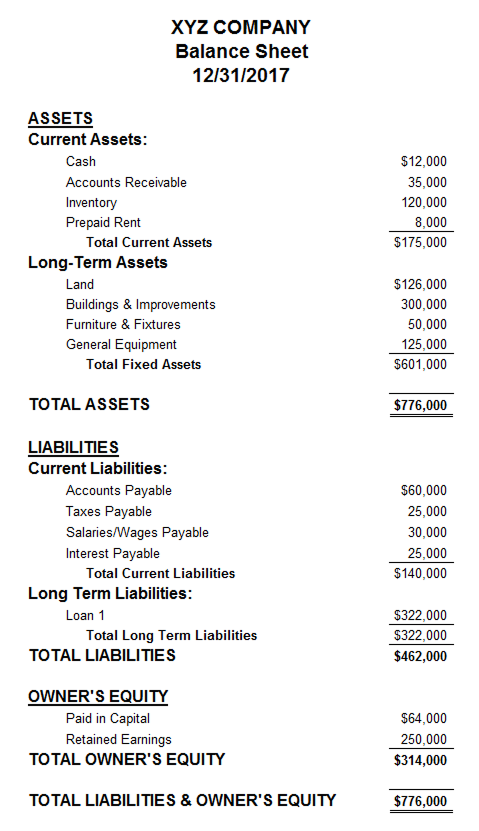 XYZ COMPANY
Balance Sheet
12/31/2017
ASSETS
Current Assets:
Cash $12,000
Accounts Receivable 35,000
Inventory 120,000
Prepaid Rent 8,000
Total Current Assets $175,000
Long-Term Assets
Land $126,000
Buildings & Improvements 300,000
Furniture & Fixtures 50,000
General Equipment 125,000
Total Fixed Assets $601,000
TOTAL ASSETS $776,000
LIABILITIES
Current Liabilities:
Accounts Payable $60,000
Taxes Payable 25,000
Salaries/Wages Payable 30,000
Interest Payable 25,000
Total Current Liabilities $140,000
Long Term Liabilities:
Loan 1 $322,000
Total Long Term Liabilities $322,000
TOTAL LIABILITIES $462,000
OWNER'S EQUITY
Paid in Capital $64,000
Retained Earnings 250,000
TOTAL OWNER'S EQUITY $314,000
TOTAL LIABILITIES & OWNER'S EQUITY $776,000